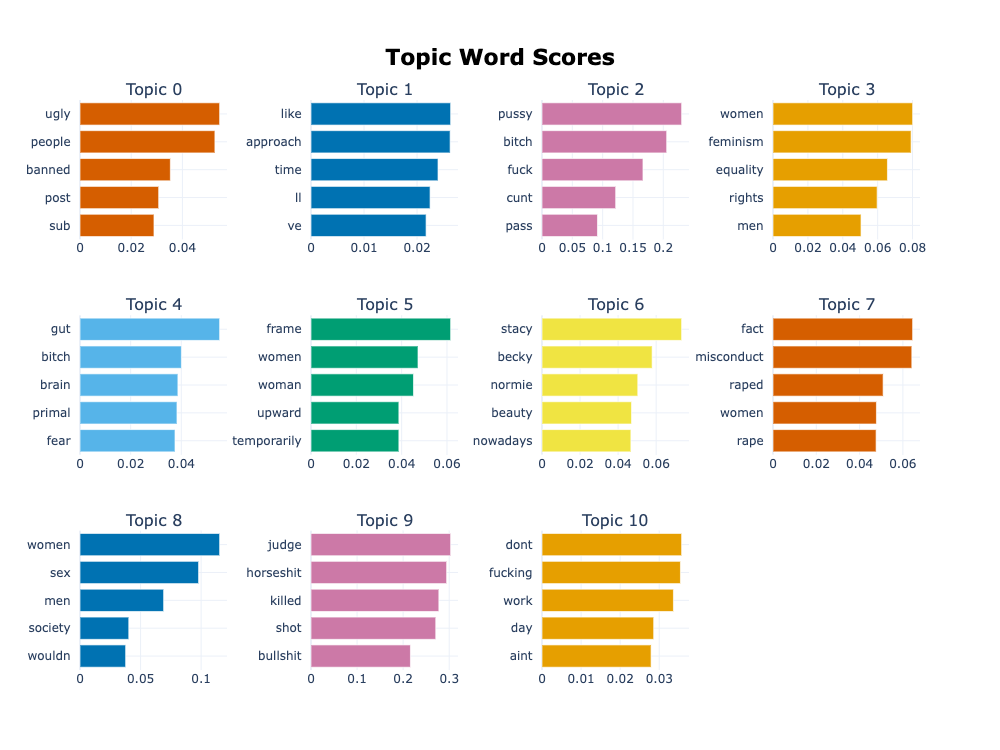 Topic Word Scores
Topic 0
ugly
people
banned
post
sub
0 0.02 0.04
Topic 1
like
approach
time
ll
ve
0 0.01 0.02
Topic 2
pussy
bitch
fuck
cunt
pass
0 0.05 0.1 0.15 0.2
Topic 3
women
feminism
equality
rights
men
0 0.02 0.04 0.06 0.08
Topic 4
gut
bitch
brain
primal
fear
0 0.02 0.04
Topic 5
frame
women
woman
upward
temporarily
0 0.02 0.04 0.06
Topic 6
stacy
becky
normie
beauty
nowadays
0 0.02 0.04 0.06
Topic 7
fact
misconduct
raped
women
rape
0 0.02 0.04 0.06
Topic 8
women
sex
men
society
wouldn
0 0.05 0.1
Topic 9
judge
horseshit
killed
shot
bullshit
0 0.1 0.2 0.3
Topic 10
dont
fucking
work
day
aint
0 0.01 0.02 0.03